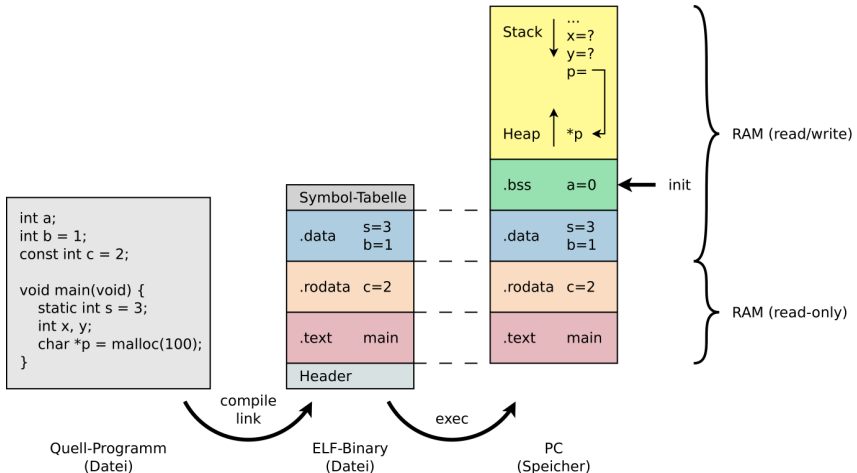 int a;
int b = 1;
const int c = 2;
void main(void) {
static int s = 3;
int x, y;
char *p = malloc(100);
}
Quell-Programm
(Datei)
compile
link
Symbol-Tabelle
.data s=3
b=1
.rodata c=2
.text main
Header
ELF-Binary
(Datei)
exec
Stack ...
x=?
y=?
p=
Heap *p
.bss a=0
.data s=3
b=1
.rodata c=2
.text main
PC
(Speicher)
RAM (read/write)
init
RAM (read-only)